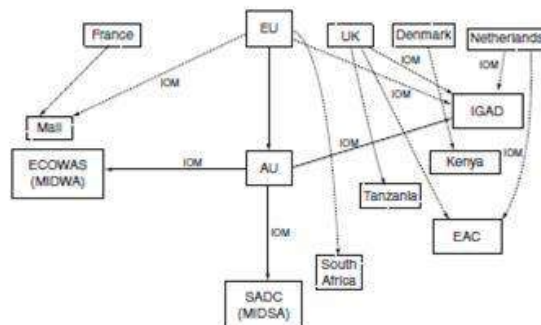 France
EU
UK
Denmark
Netherlands
IOM
IOM
IOM
IOM
Mali
IGAD
IOM
ECOWAS
(MIDWA)
IOM
AU
Kenya
IOM
Tanzania
EAC
IOM
South
Africa
SADC
(MIDSA)